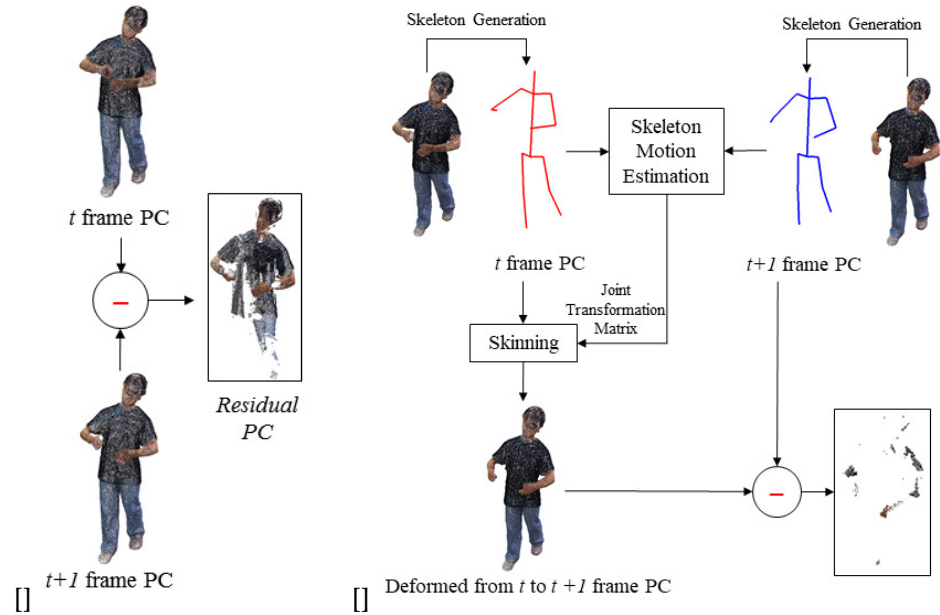 t frame PC
−
Residual
PC
t+1 frame PC
[]
Skeleton Generation
Skeleton Generation
Skeleton
Motion
Estimation
t frame PC
t+1 frame PC
Joint
Transformation
Matrix
Skinning
−
Deformed from t to t +1 frame PC
[]